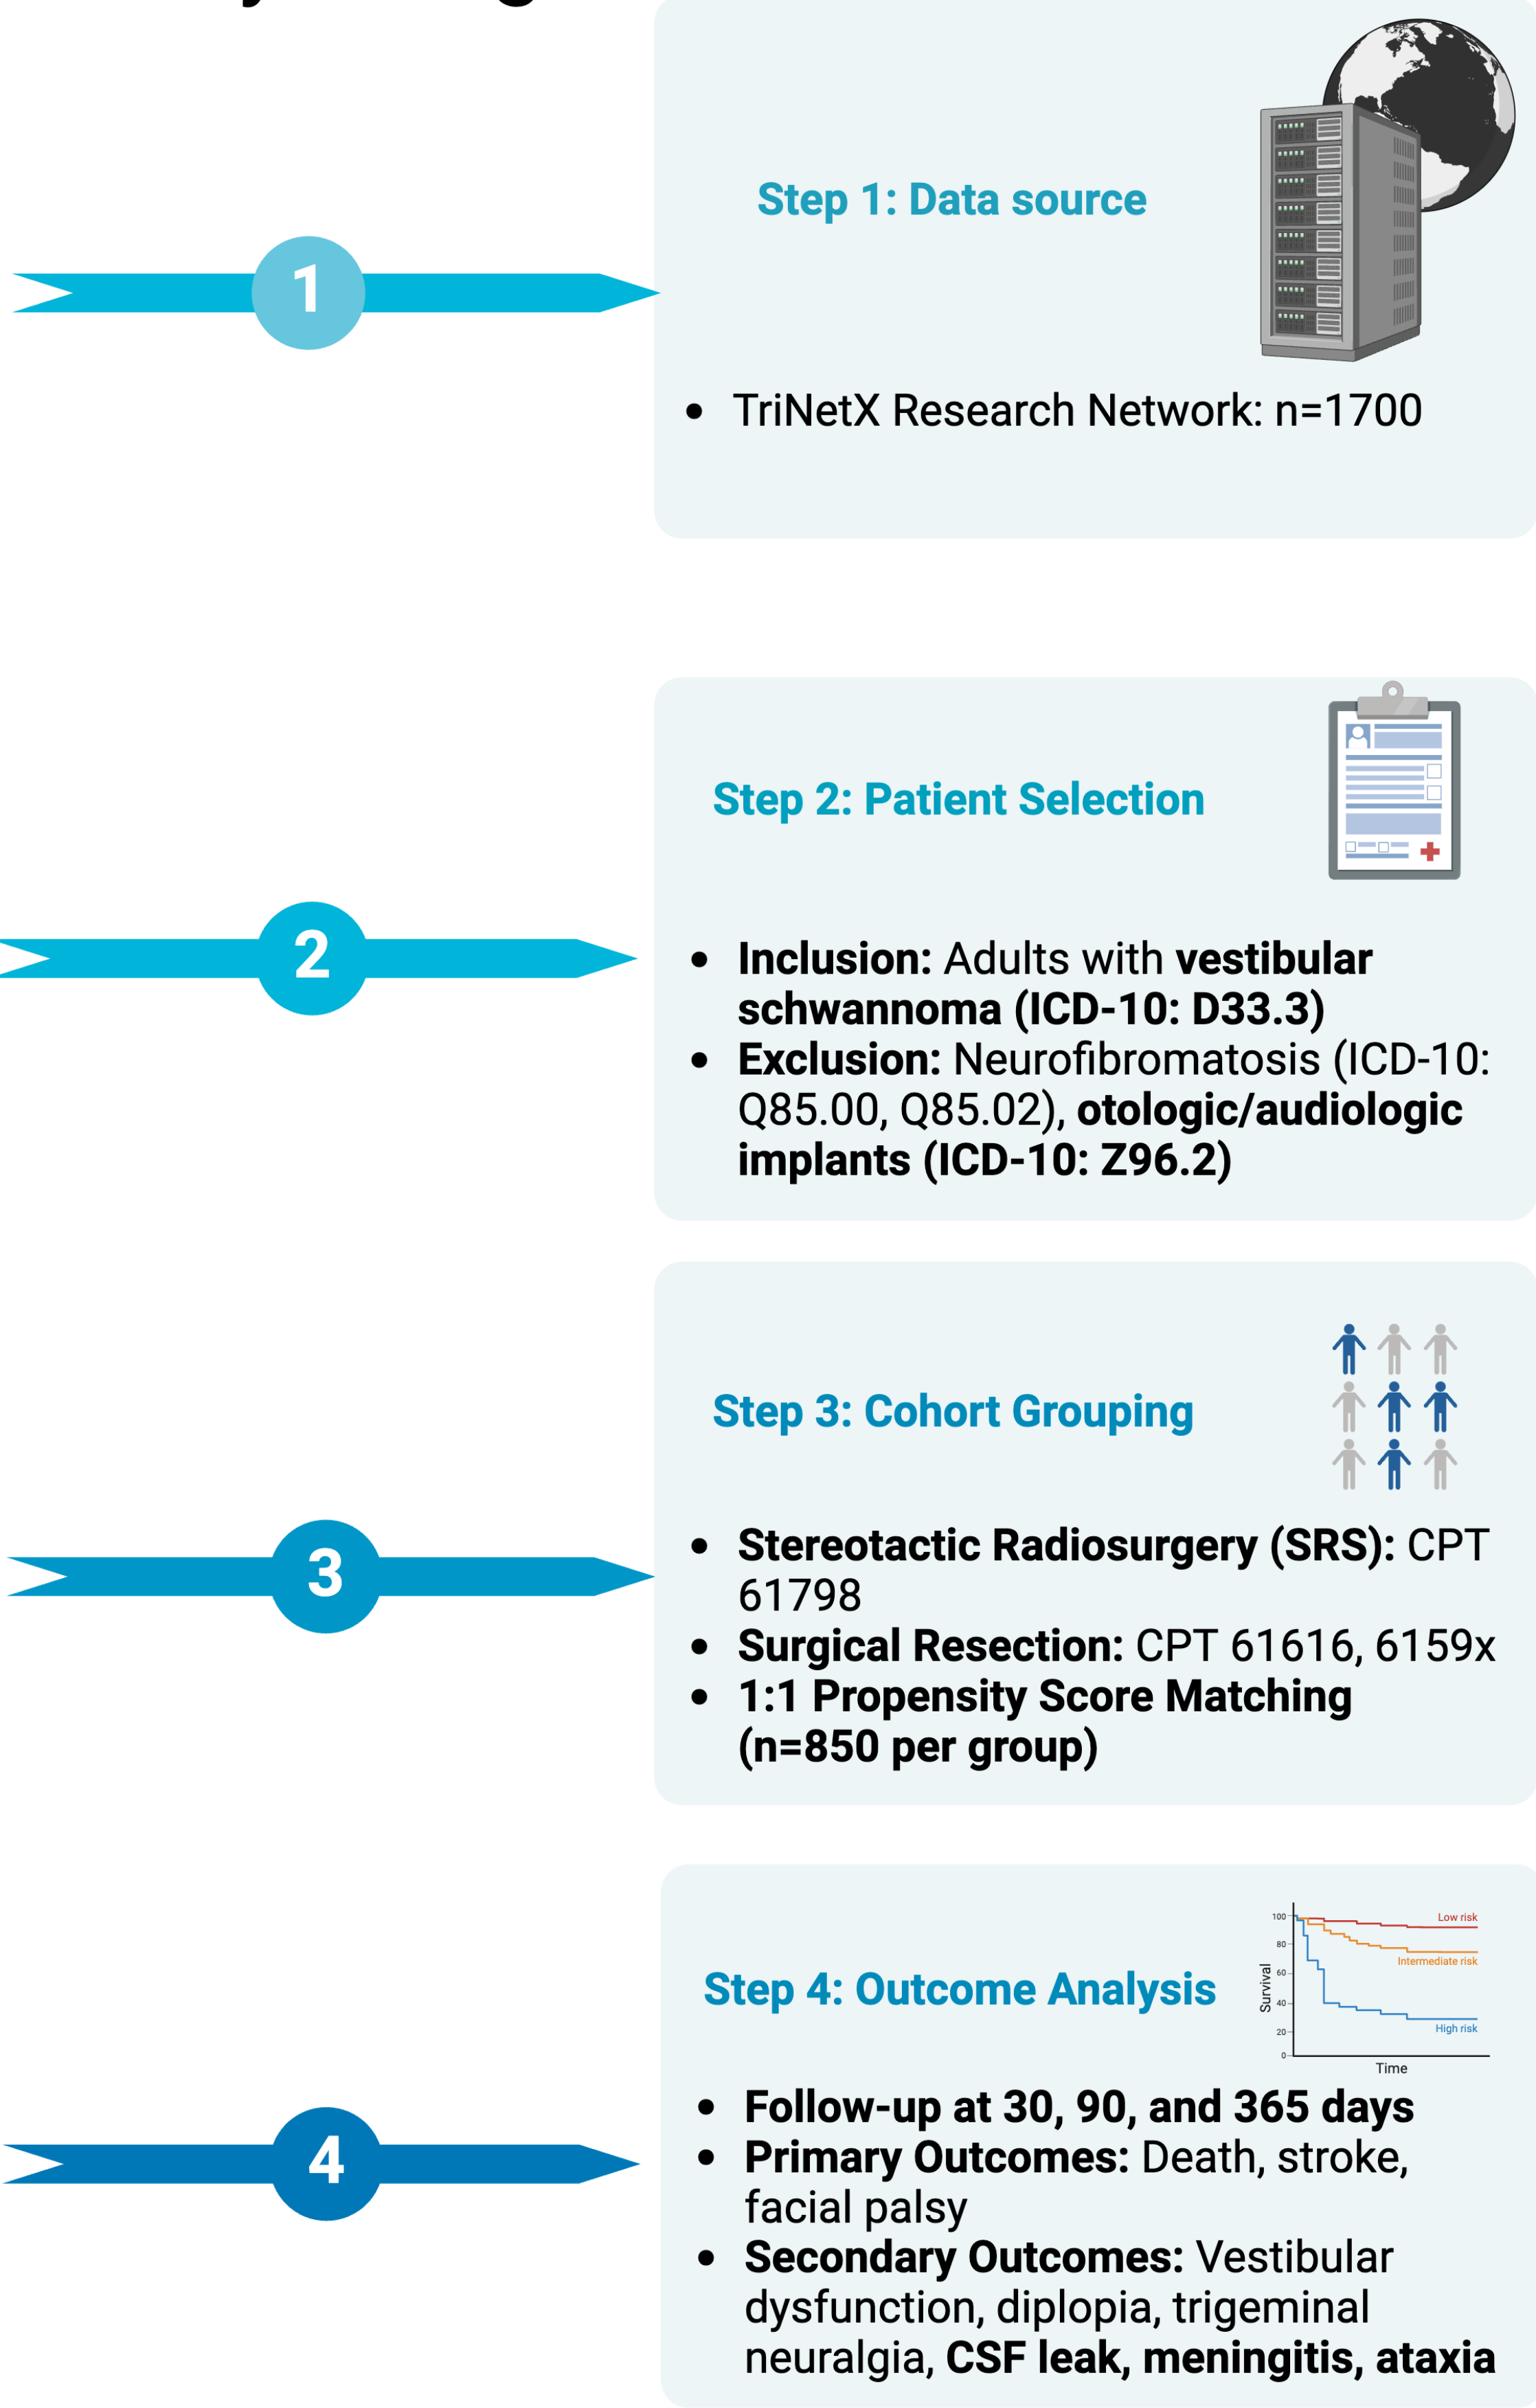 1
Step 1: Data source
TriNetX Research Network: n=1700
2
Step 2: Patient Selection
Inclusion: Adults with vestibular
schwannoma (ICD-10: D33.3)
Exclusion: Neurofibromatosis (ICD-10:
Q85.00, Q85.02), otologic/audiologic
implants (ICD-10: Z96.2)
3
Step 3: Cohort Grouping
Stereotactic Radiosurgery (SRS): CPT
61798
Surgical Resection: CPT 61616, 6159x
1:1 Propensity Score Matching
(n=850 per group)
4
Step 4: Outcome Analysis
Survival
100
80
60
40
20
0
Low risk
Intermediate risk
High risk
Time
Follow-up at 30, 90, and 365 days
Primary Outcomes: Death, stroke,
facial palsy
Secondary Outcomes: Vestibular
dysfunction, diplopia, trigeminal
neuralgia, CSF leak, meningitis, ataxia